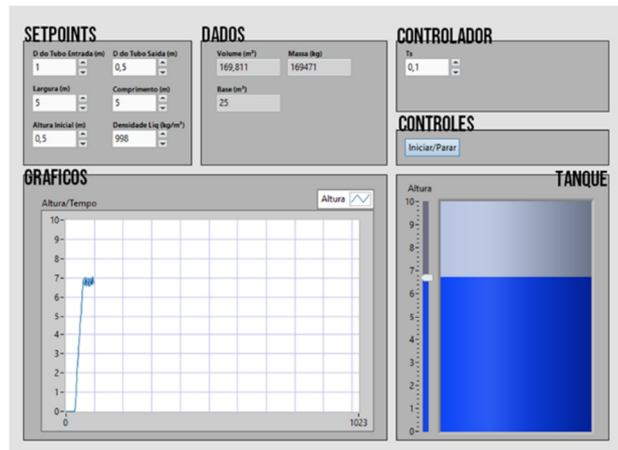 SETPOINTS
D do Tubo Entrada (m) D do Tubo Saída (m)
1 0,5
Largura (m) Comprimento (m)
5 5
Altura Inicial (m) Densidade Liq (kg/m³)
0,5 998
DADOS
Volume (m³) Massa (kg)
169,811 169471
Base (m²)
25
CONTROLADOR
Ts
0,1
CONTROLES
Iniciar/Parar
GRAFICOS
Altura/Tempo Altura
10
9
8
7
6
5
4
3
2
1
0
0 1023
TANQUE
Altura
10
9
8
7
6
5
4
3
2
1
0